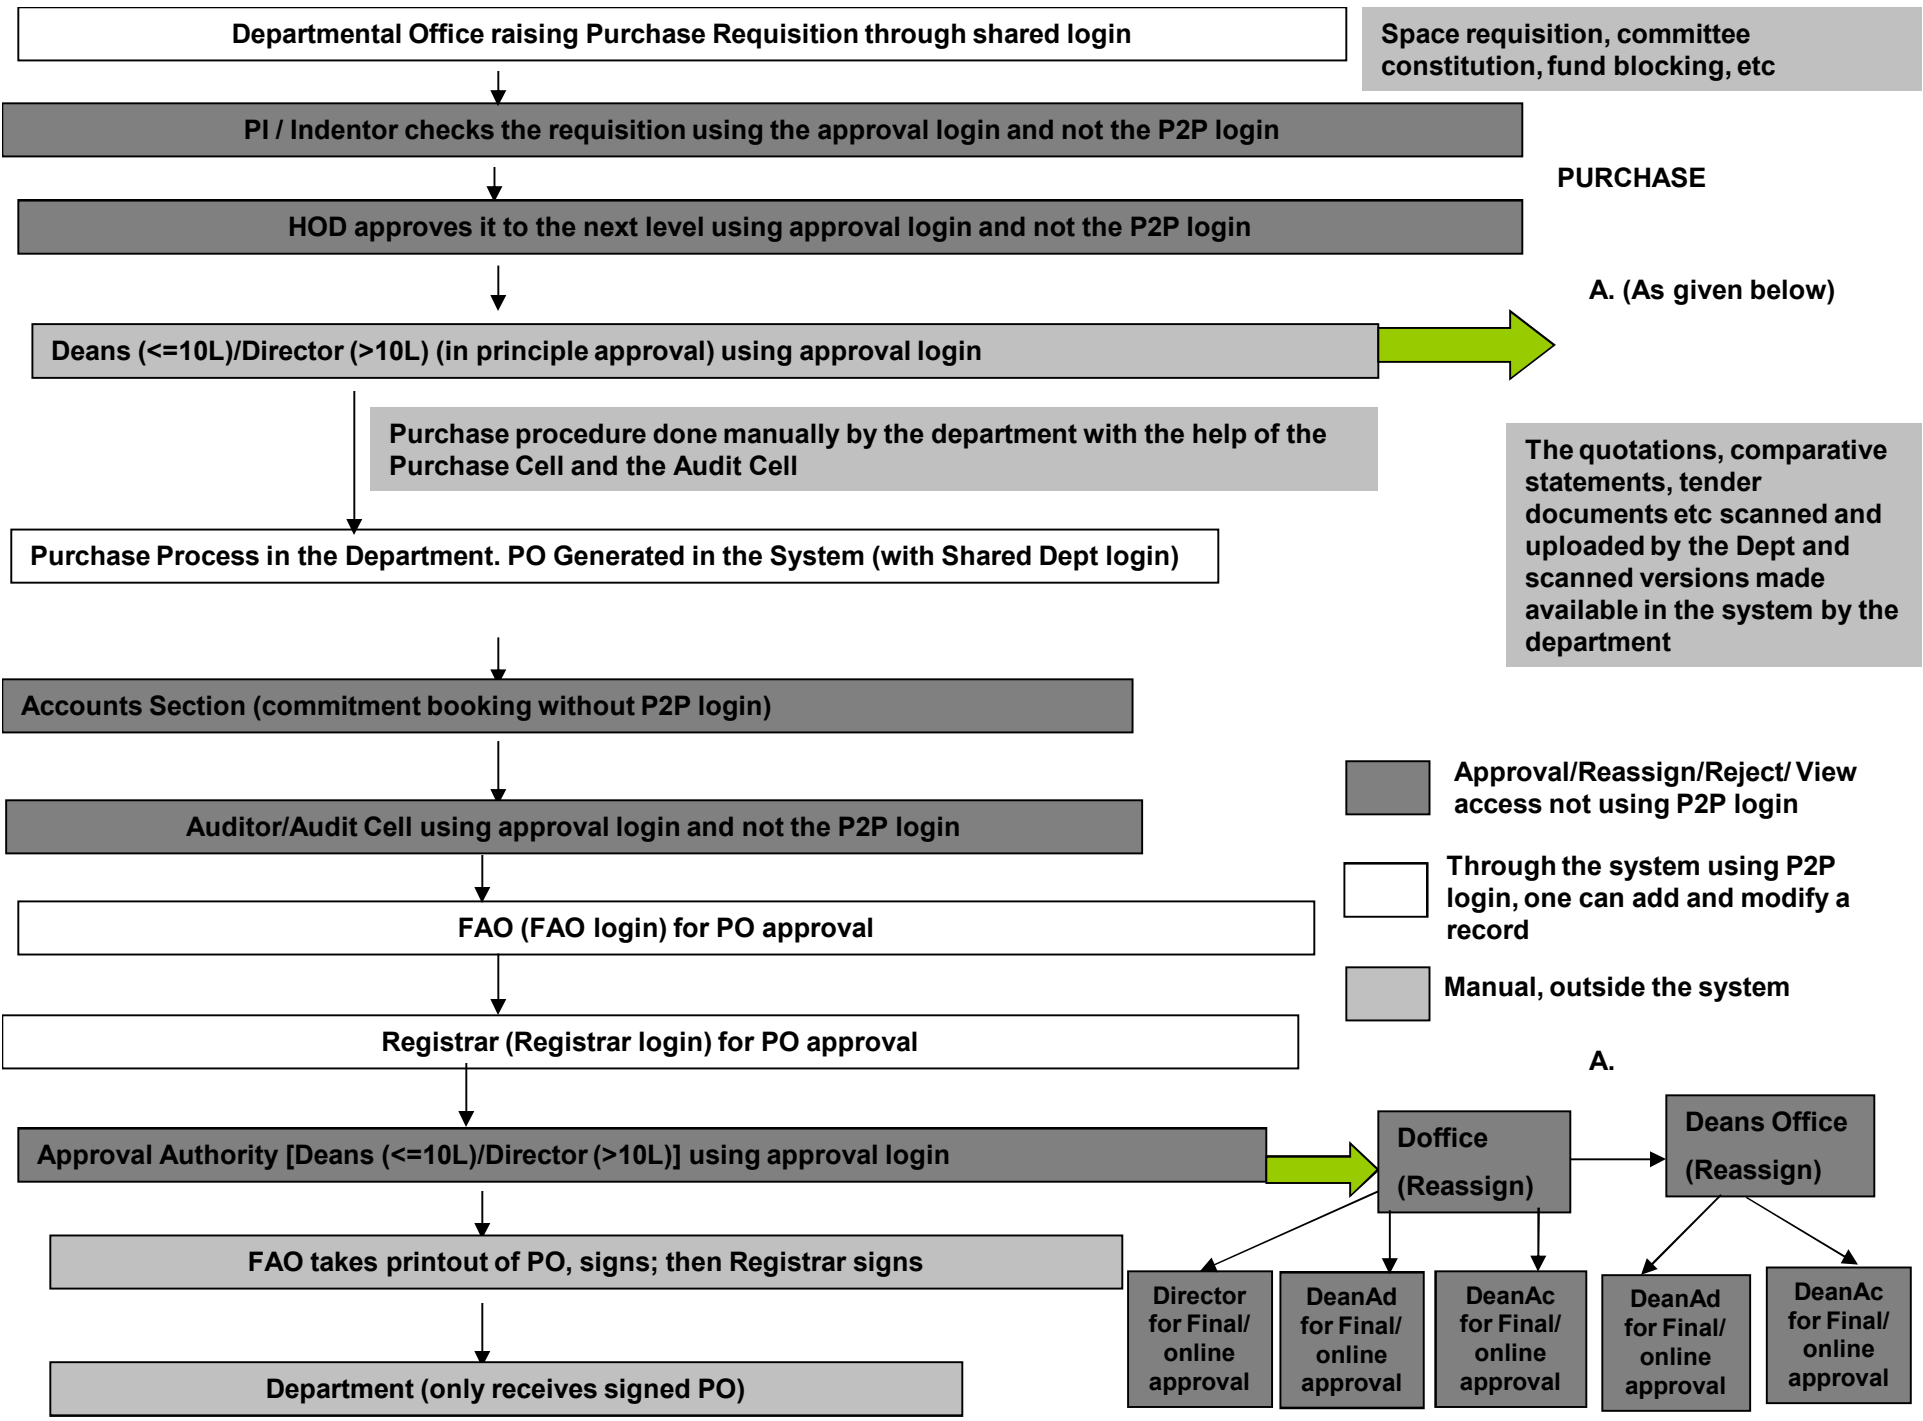 Departmental Office raising Purchase Requisition through shared login
Space requisition, committee
constitution, fund blocking, etc
PI / Indentor checks the requisition using the approval login and not the P2P login
PURCHASE
HOD approves it to the next level using approval login and not the P2P login
A. (As given below)
Deans (<=10L)/Director (>10L) (in principle approval) using approval login
Purchase procedure done manually by the department with the help of the
Purchase Cell and the Audit Cell
The quotations, comparative
statements, tender
documents etc scanned and
uploaded by the Dept and
scanned versions made
available in the system by the
department
Purchase Process in the Department. PO Generated in the System (with Shared Dept login)
Accounts Section (commitment booking without P2P login)
Approval/Reassign/Reject/ View
access not using P2P login
Auditor/Audit Cell using approval login and not the P2P login
Through the system using P2P
login, one can add and modify a
record
FAO (FAO login) for PO approval
Manual, outside the system
Registrar (Registrar login) for PO approval
A.
Approval Authority [Deans (<=10L)/Director (>10L)] using approval login
Doffice
(Reassign)
Deans Office
(Reassign)
FAO takes printout of PO, signs; then Registrar signs
Director
for Final/
online
approval
DeanAd
for Final/
online
approval
DeanAc
for Final/
online
approval
DeanAd
for Final/
online
approval
DeanAc
for Final/
online
approval
Department (only receives signed PO)